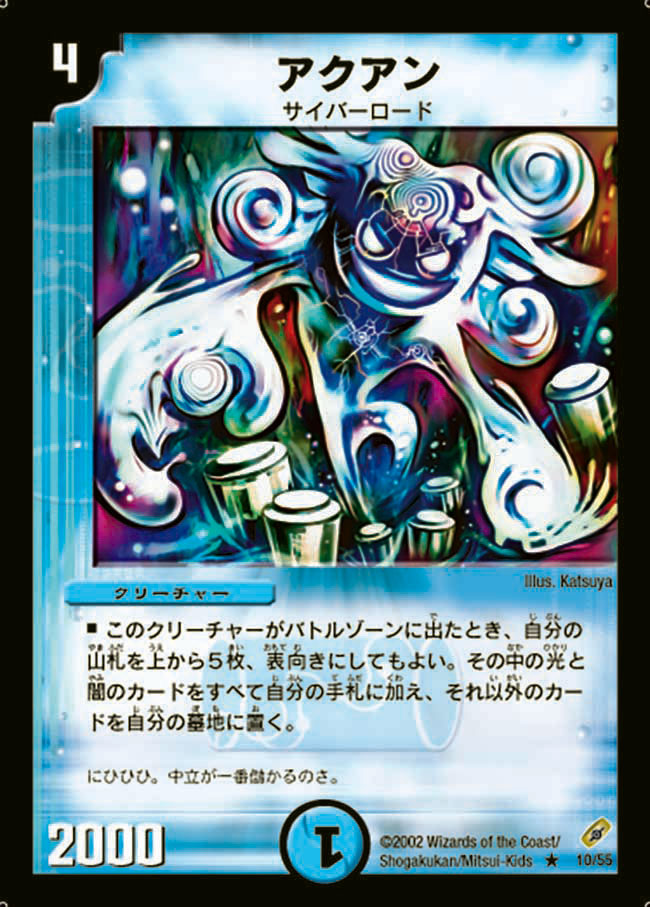 4
アクアン
サイバーロード
Illus. Katsuya
クリーチャー
■ このクリーチャーがバトルゾーンに出たとき、自分の
山札を上から5枚、表向きにしてもよい。その中の光と
闇のカードをすべて自分の手札に加え、それ以外のカー
ドを自分の墓地に置く。
にひひひ。中立が一番儲かるのさ。
2000
1
©2002 Wizards of the Coast/
Shogakukan/Mitsui-Kids ★ 10/55